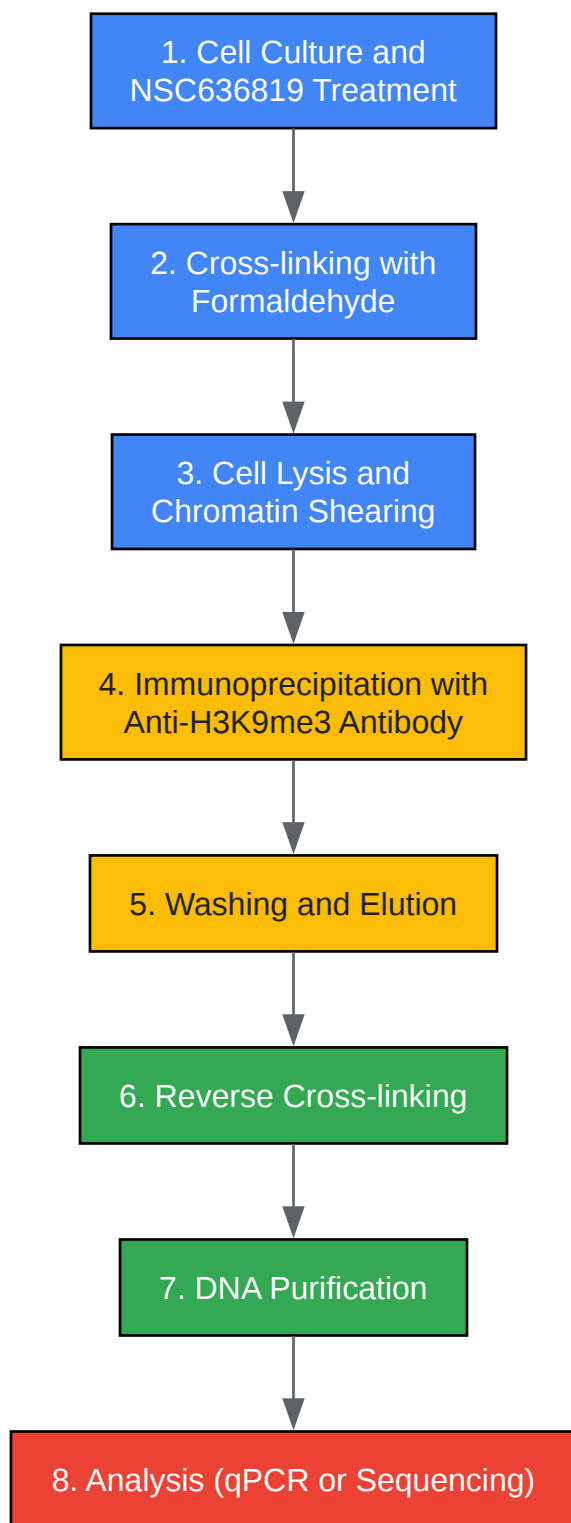 1. Cell Culture and
NSC636819 Treatment
2. Cross-linking with
Formaldehyde
3. Cell Lysis and
Chromatin Shearing
4. Immunoprecipitation with
Anti-H3K9me3 Antibody
5. Washing and Elution
6. Reverse Cross-linking
7. DNA Purification
8. Analysis (qPCR or Sequencing)